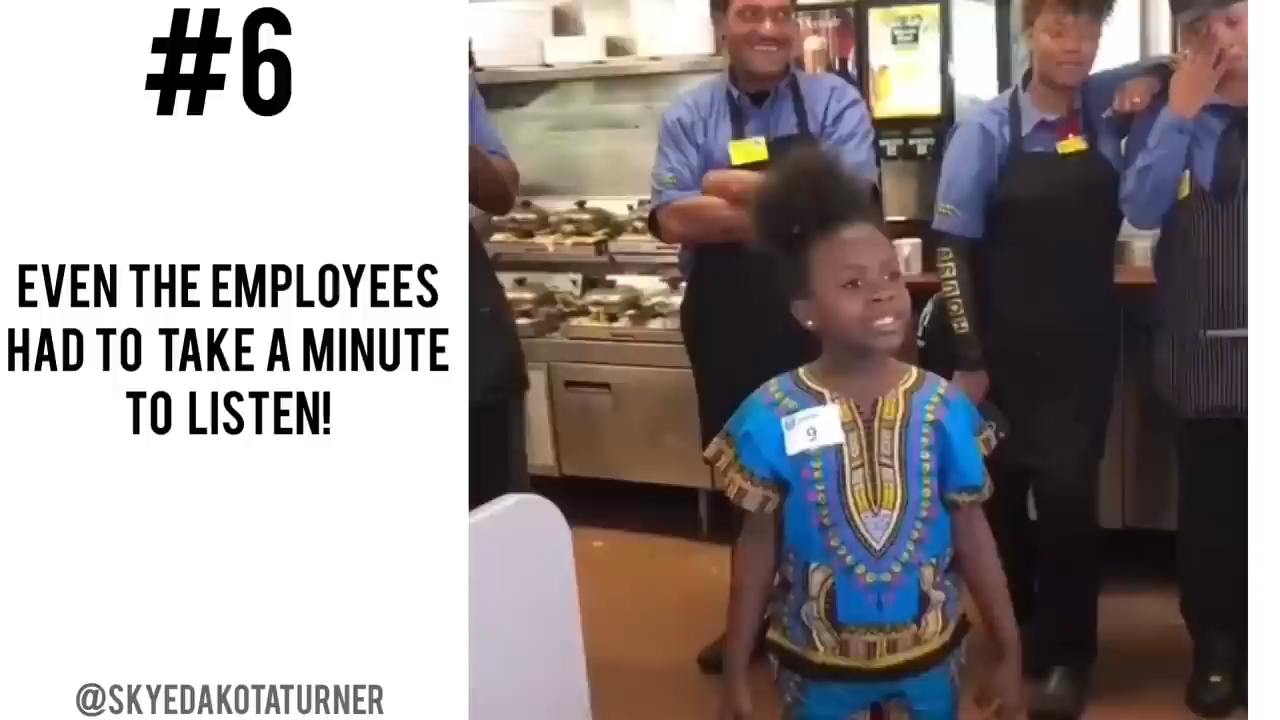 #6
EVEN THE EMPLOYEES
HAD TO TAKE A MINUTE
TO LISTEN!
@SKYEDAKOTATURNER
9